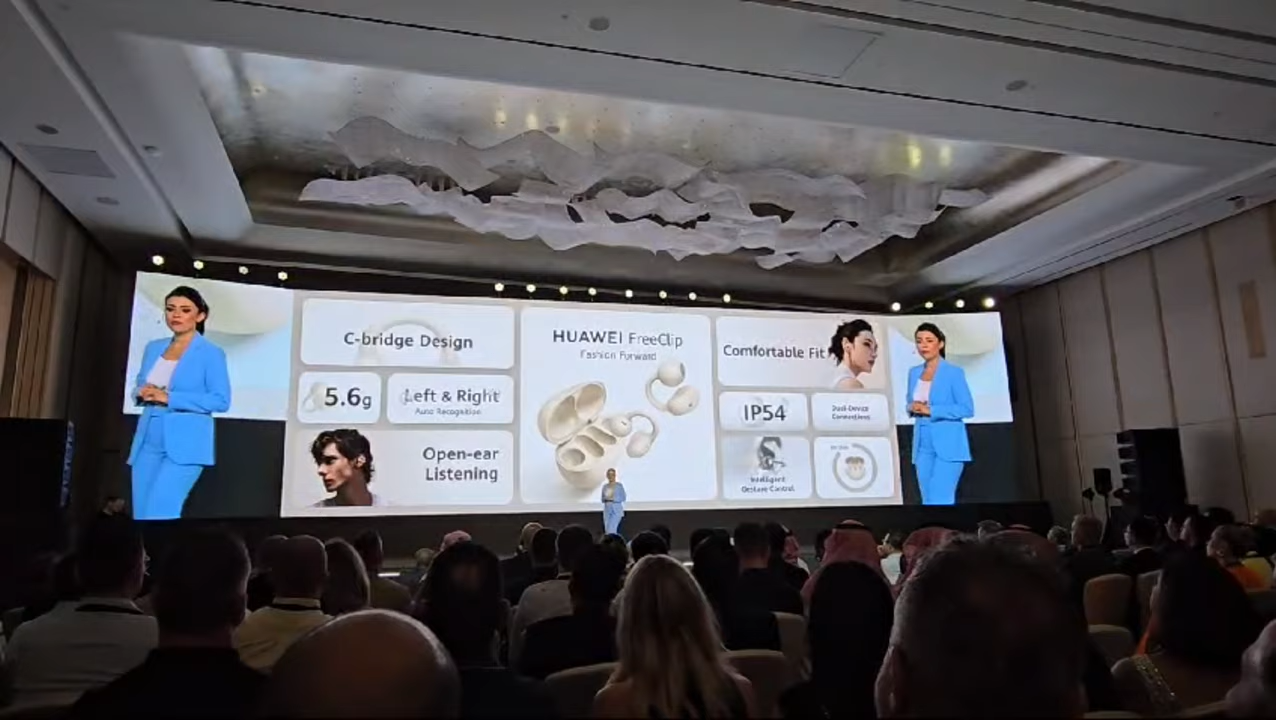 C-bridge Design
5.6g
Left & Right
Auto Recognition
Open-ear
Listening
HUAWEI FreeClip
Fashion Forward
Comfortable Fit
IP54
Dual-Device
Connections
Intelligent
Gesture Control